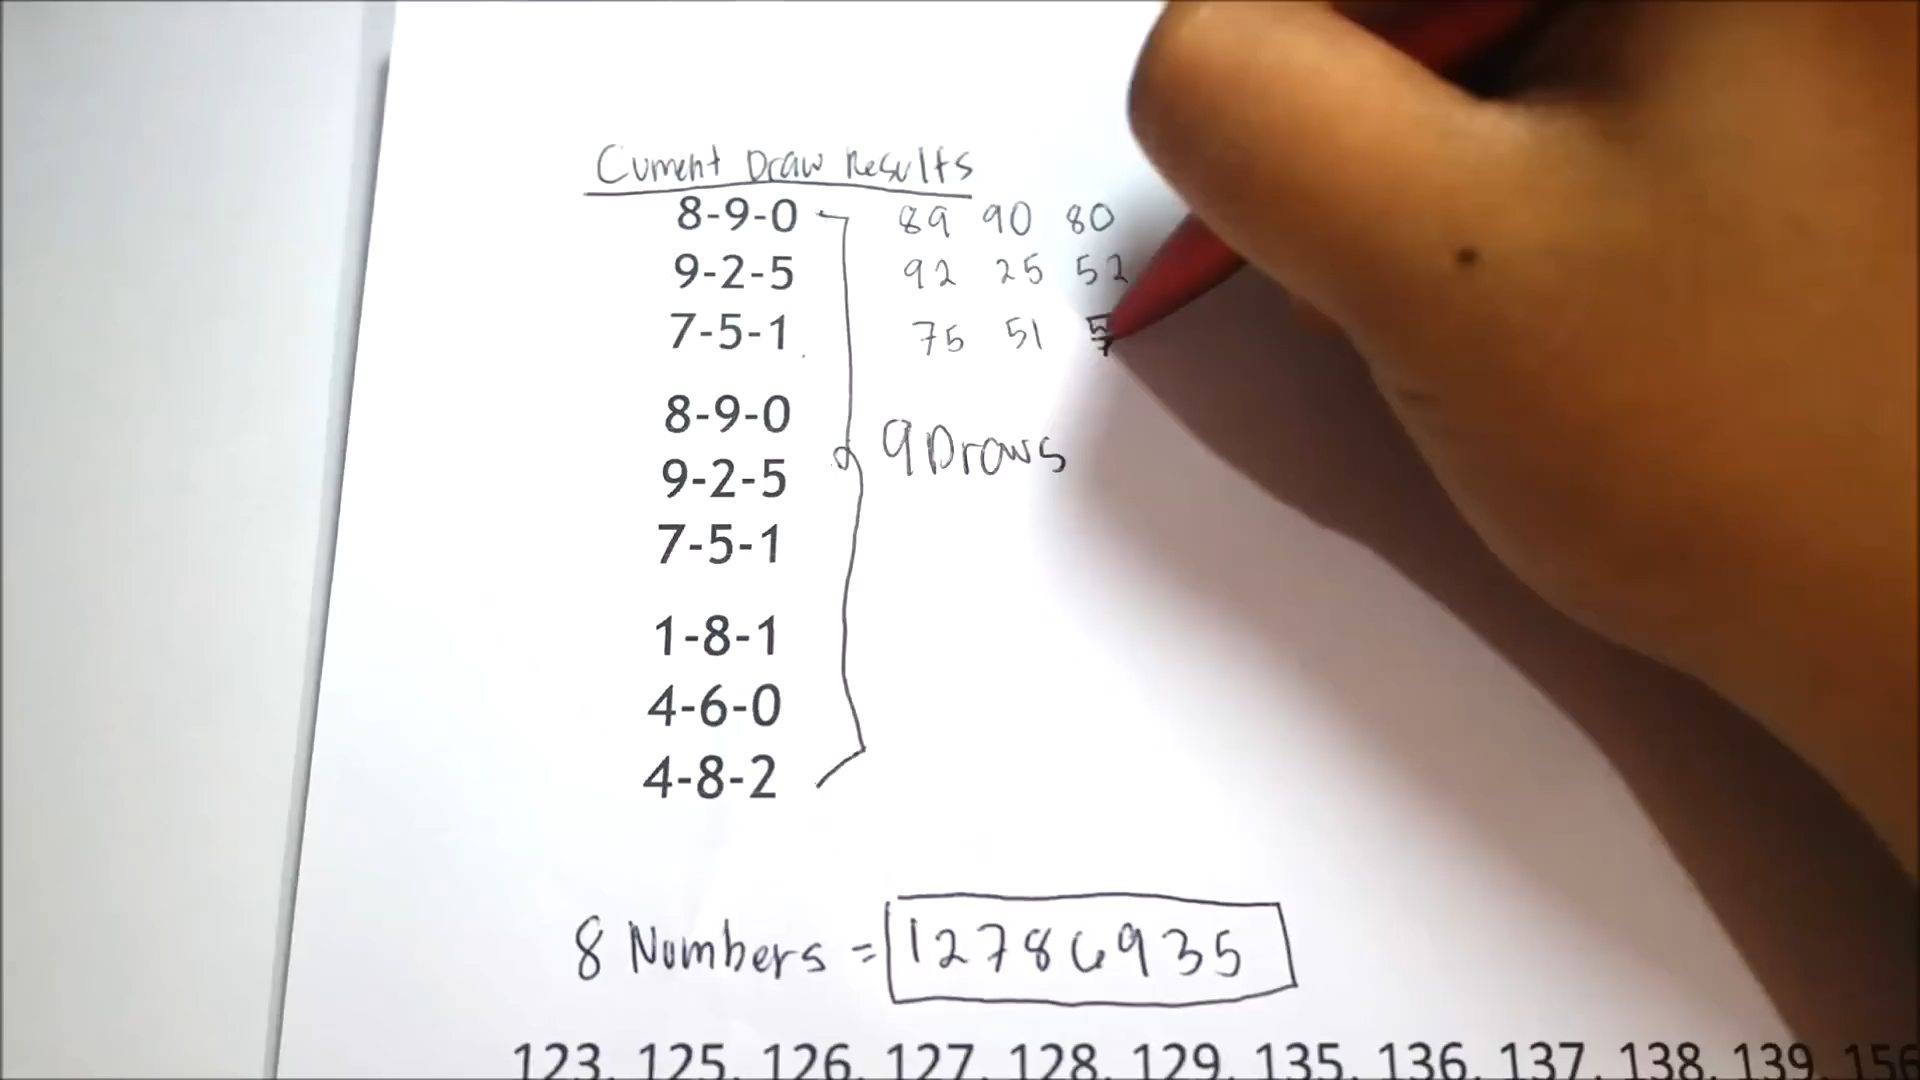 Current Draw Results
8-9-0 89 90 80
9-2-5 92 25 52
7-5-1 75 51
8-9-0
9 Draws
9-2-5
7-5-1
1-8-1
4-6-0
4-8-2
8 Numbers = 12786935
123, 125, 126, 127, 128, 129, 135, 136, 137, 138, 139, 156